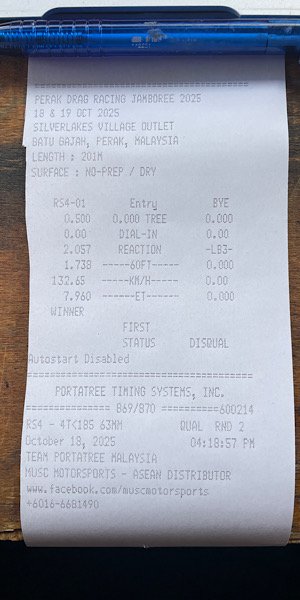 ================================================
PERAK DRAG RACING JAMBOREE 2025
18 & 19 OCT 2025
SILVERLAKES VILLAGE OUTLET
BATU GAJAH, PERAK, MALAYSIA
LENGTH : 201M
SURFACE : NO-PREP / DRY
RS4-01 Entry BYE
0.500 0.000 TREE 0.000
0.00 DIAL-IN 0.00
2.057 REACTION -LB3-
1.738 -----60FT----- 0.000
132.65 -----KM/H----- 0.00
7.960 ------ET------ 0.000
WINNER
FIRST
STATUS DISQUAL
Autostart Disabled
================================================
PORTATREE TIMING SYSTEMS, INC.
============== 869/870 ==========600214
RS4 - 4T<185 63MM QUAL RND 2
October 18, 2025 04:18:57 PM
TEAM PORTATREE MALAYSIA
MUSC MOTORSPORTS - ASEAN DISTRIBUTOR
www.facebook.com/muscmotorsports
+6016-6681490